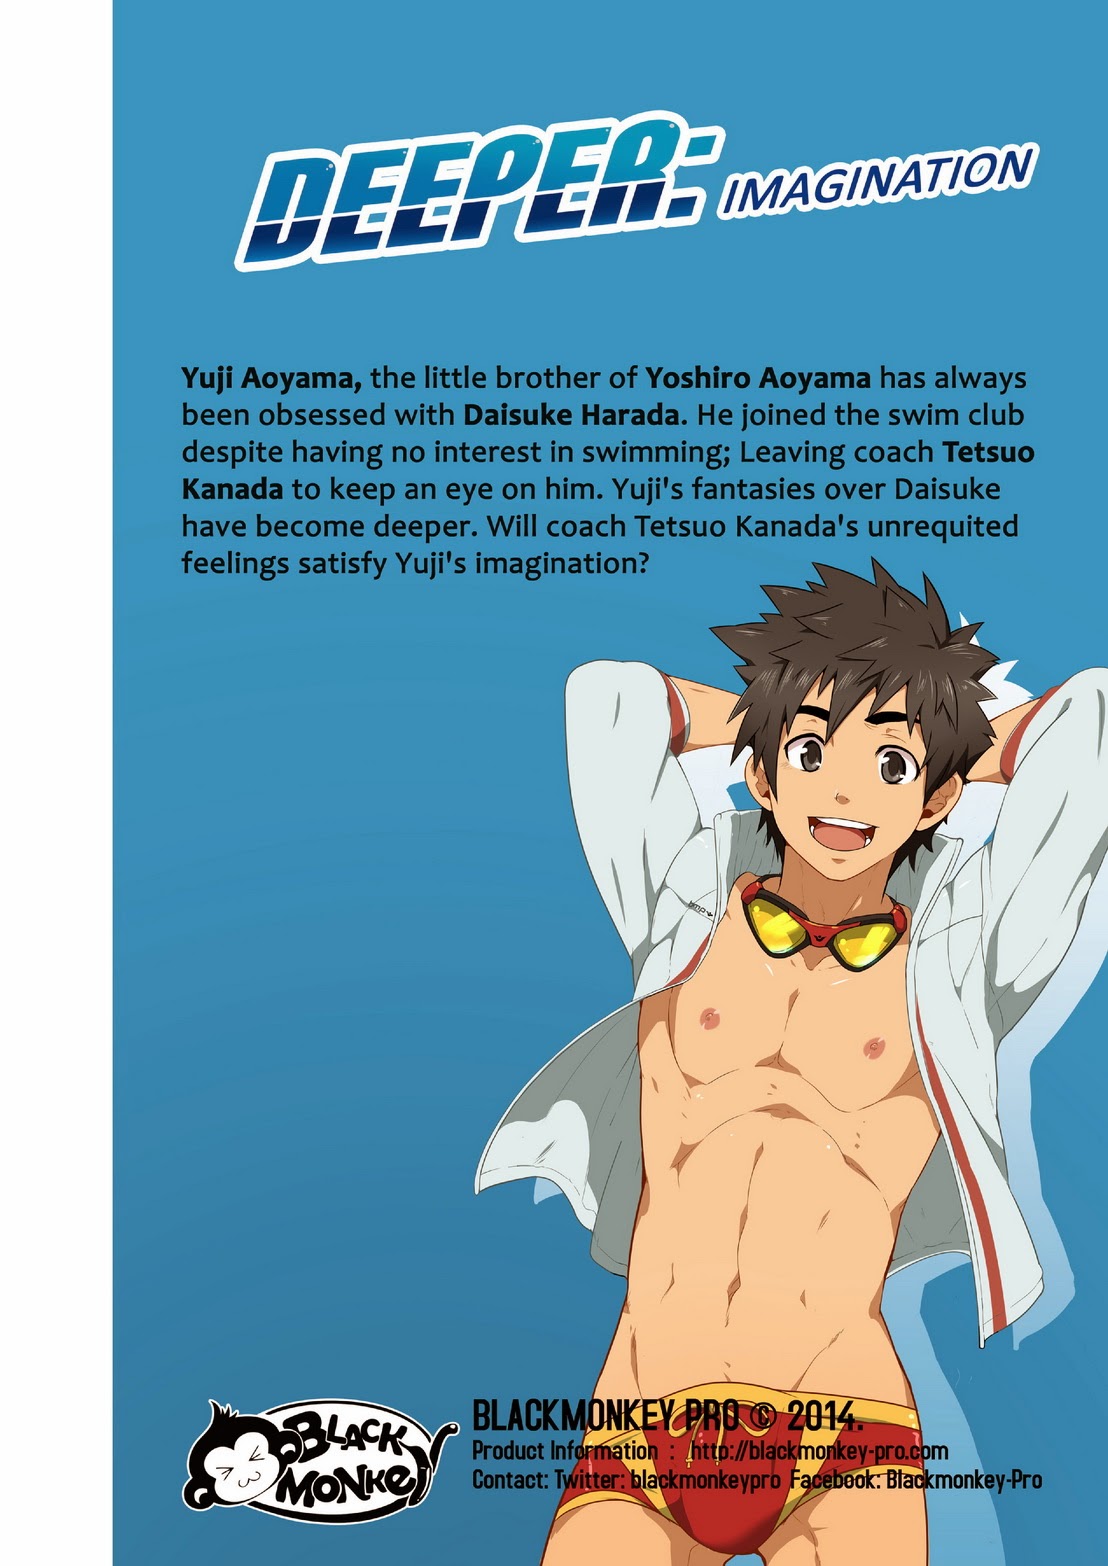 DEEPER:
IMAGINATION
Yuji Aoyama, the little brother of Yoshiro Aoyama has always
been obsessed with Daisuke Harada. He joined the swim club
despite having no interest in swimming; Leaving coach Tetsuo
Kanada to keep an eye on him. Yuji's fantasies over Daisuke
have become deeper. Will coach Tetsuo Kanada's unrequited
feelings satisfy Yuji's imagination?
bmp
BLACK
MONKEY
BLACKMONKEY PRO © 2014.
Product Information : http://blackmonkey-pro.com
Contact: Twitter: blackmonkeypro Facebook: Blackmonkey-Pro